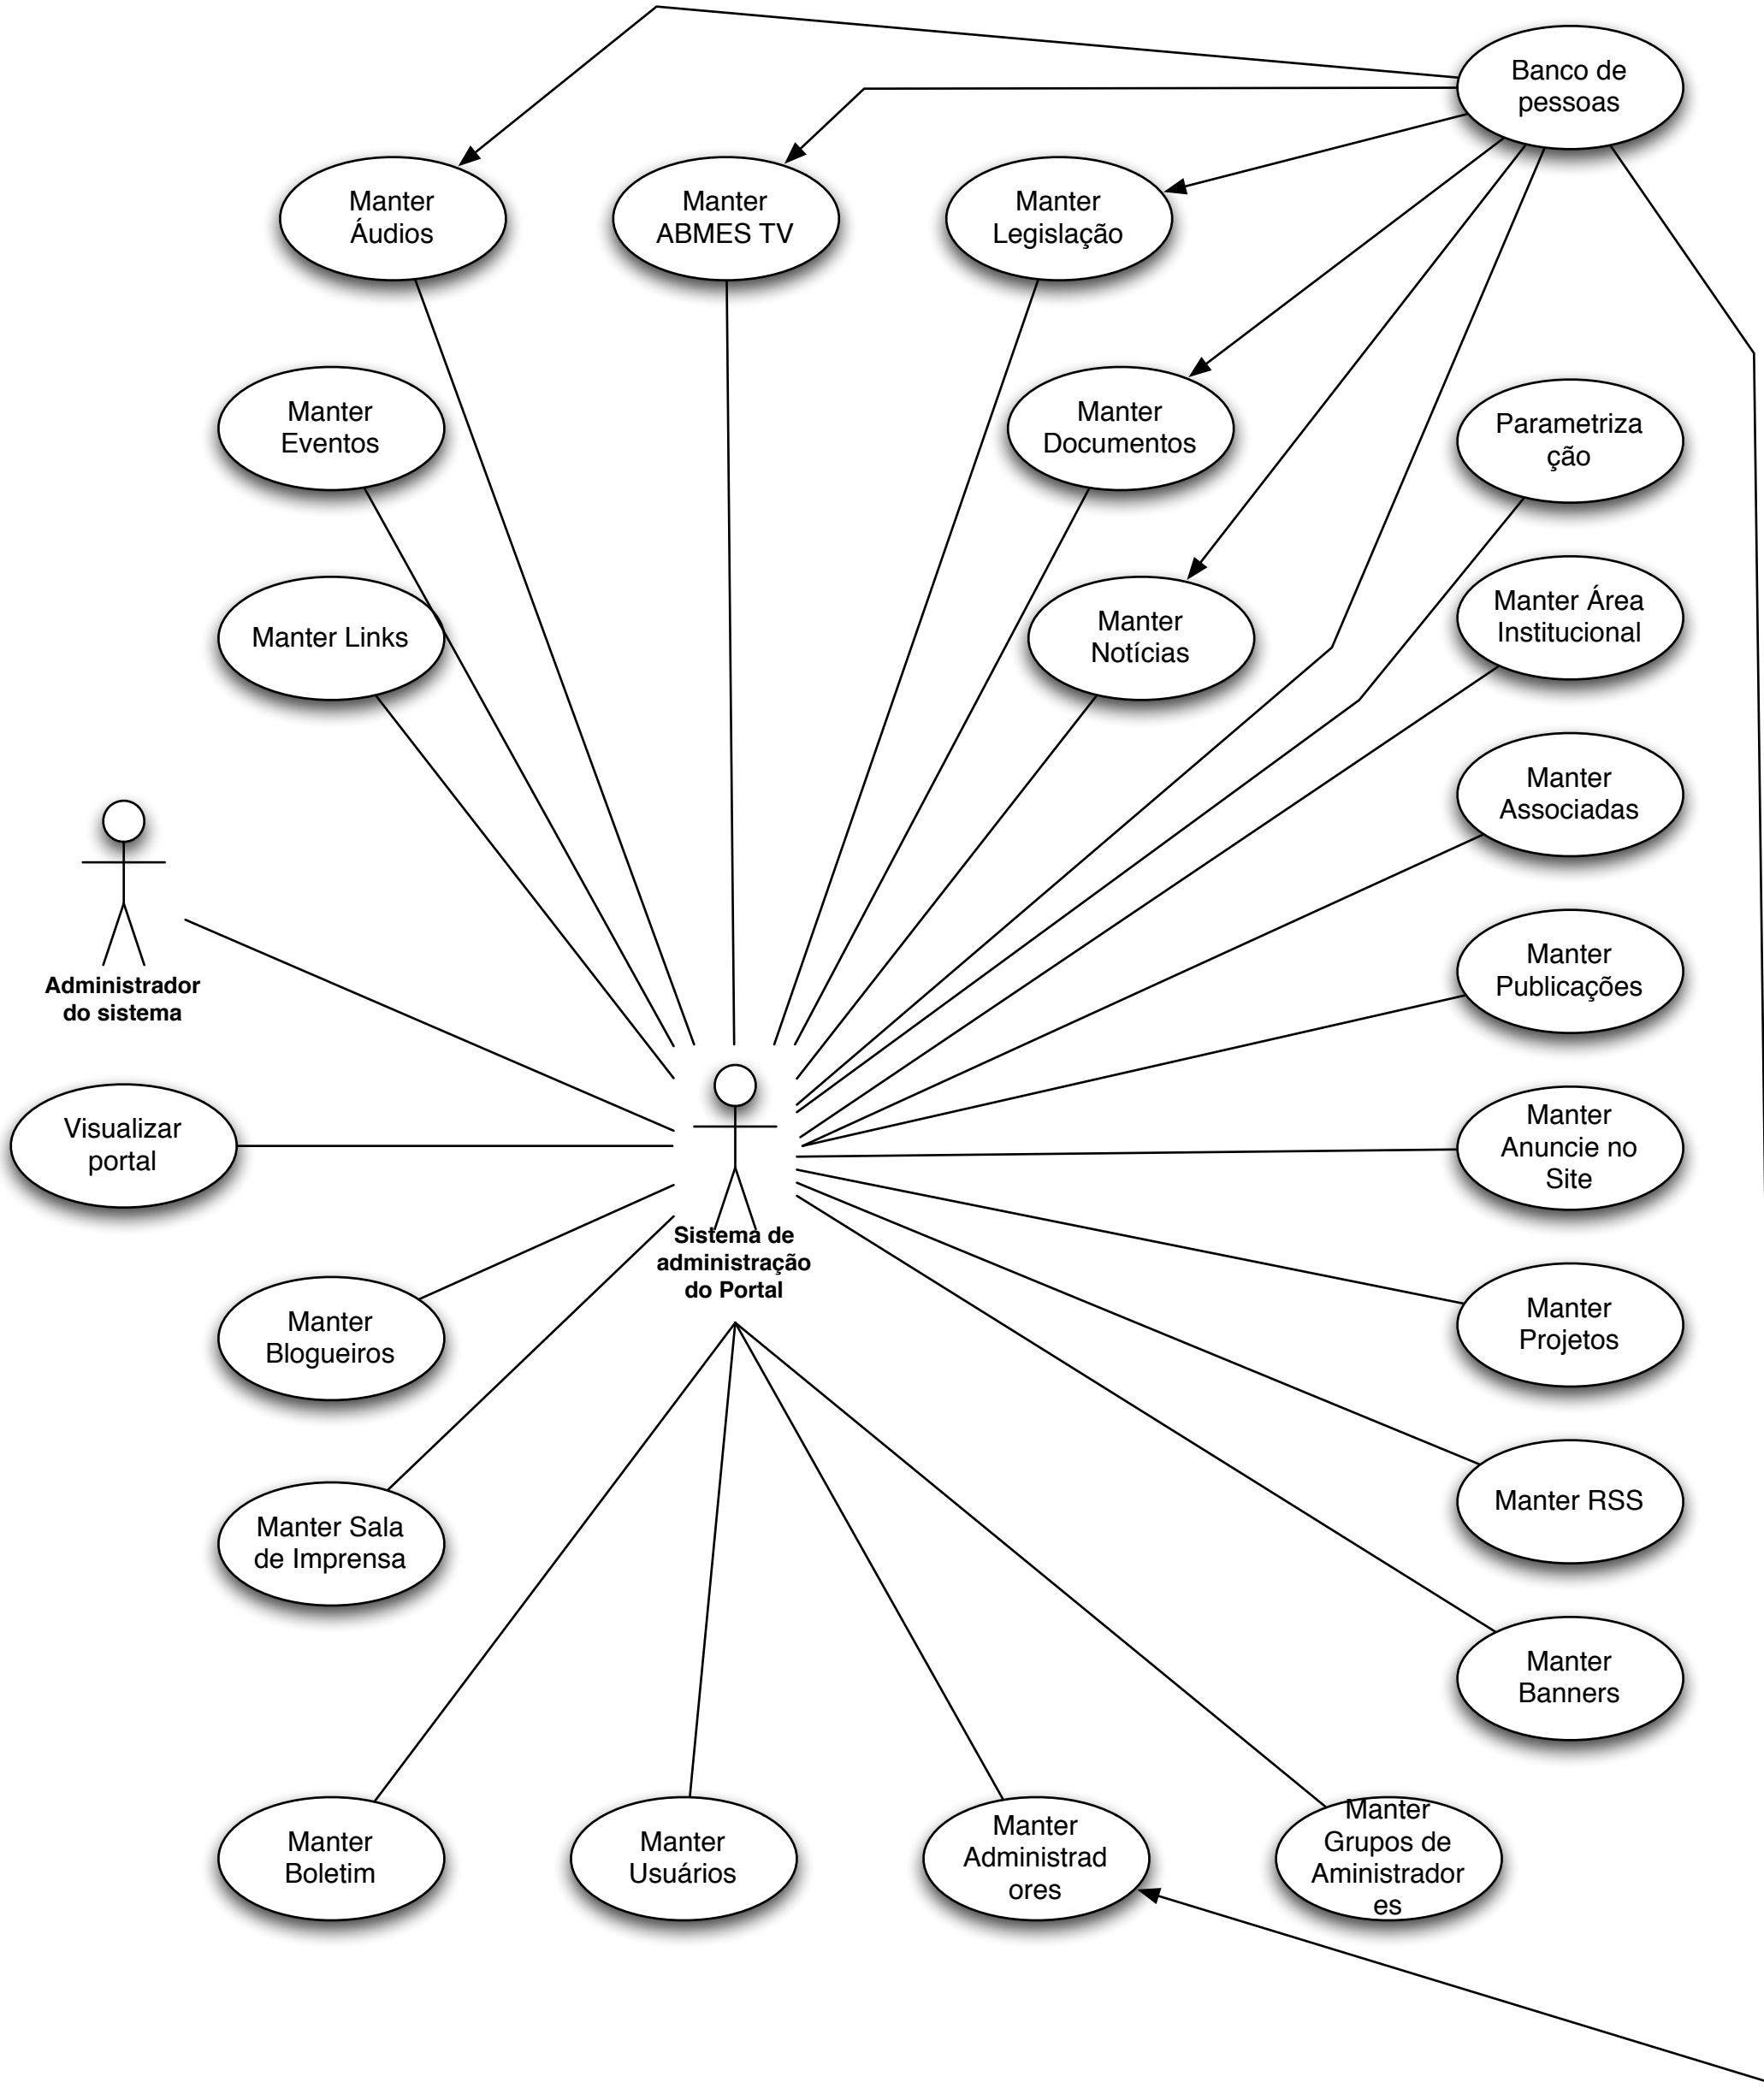 Banco de
pessoas
Manter
Áudios
Manter
ABMES TV
Manter
Legislação
Manter
Eventos
Manter
Documentos
Parametriza
ção
Manter Links
Manter
Notícias
Manter Área
Institucional
Manter
Associadas
Administrador
do sistema
Manter
Publicações
Visualizar
portal
Manter
Anuncie no
Site
Sistema de
administração
do Portal
Manter
Blogueiros
Manter
Projetos
Manter Sala
de Imprensa
Manter RSS
Manter
Banners
Manter
Boletim
Manter
Usuários
Manter
Administrad
ores
Manter
Grupos de
Aministrador
es